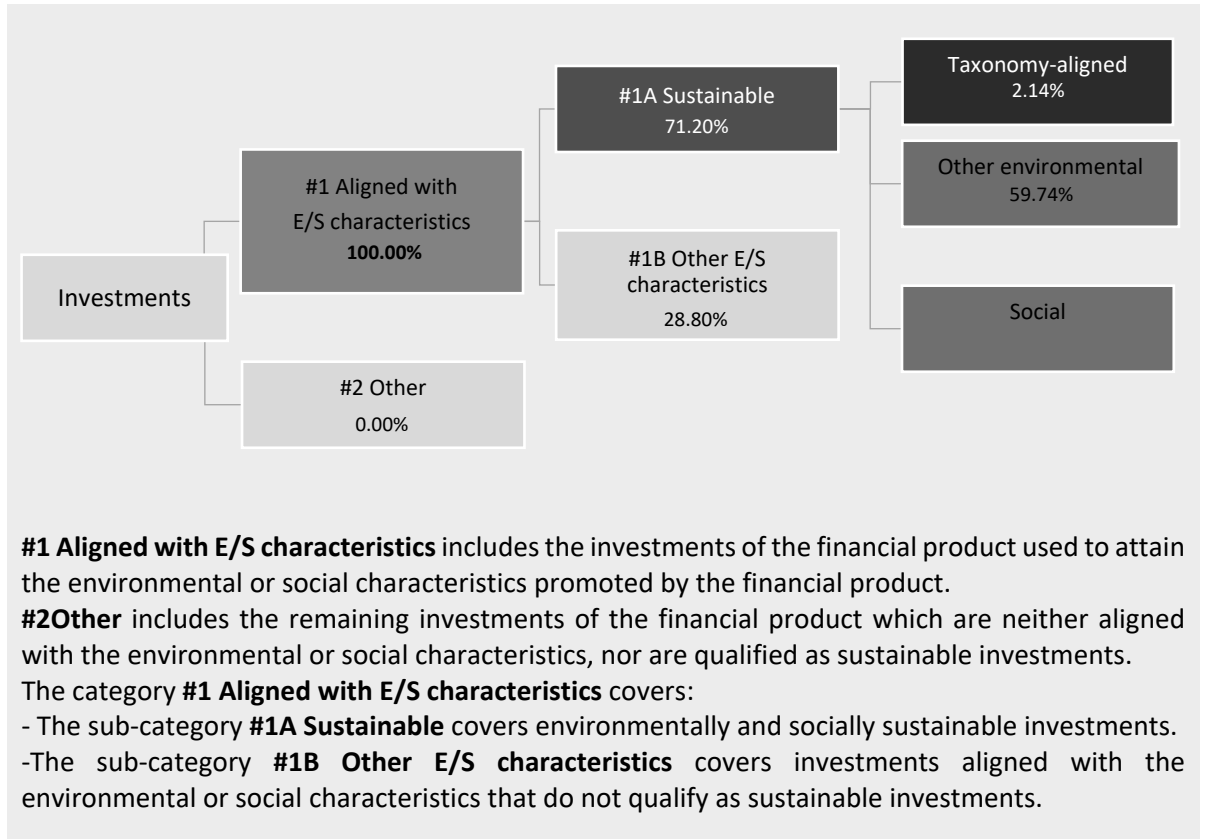 Investments
#1 Aligned with
E/S characteristics
100.00%
#2 Other
0.00%
#1A Sustainable
71.20%
#1B Other E/S
characteristics
28.80%
Taxonomy-aligned
2.14%
Other environmental
59.74%
Social
#1 Aligned with E/S characteristics includes the investments of the financial product used to attain
the environmental or social characteristics promoted by the financial product.
#2Other includes the remaining investments of the financial product which are neither aligned
with the environmental or social characteristics, nor are qualified as sustainable investments.
The category #1 Aligned with E/S characteristics covers:
- The sub-category #1A Sustainable covers environmentally and socially sustainable investments.
-The sub-category #1B Other E/S characteristics covers investments aligned with the
environmental or social characteristics that do not qualify as sustainable investments.